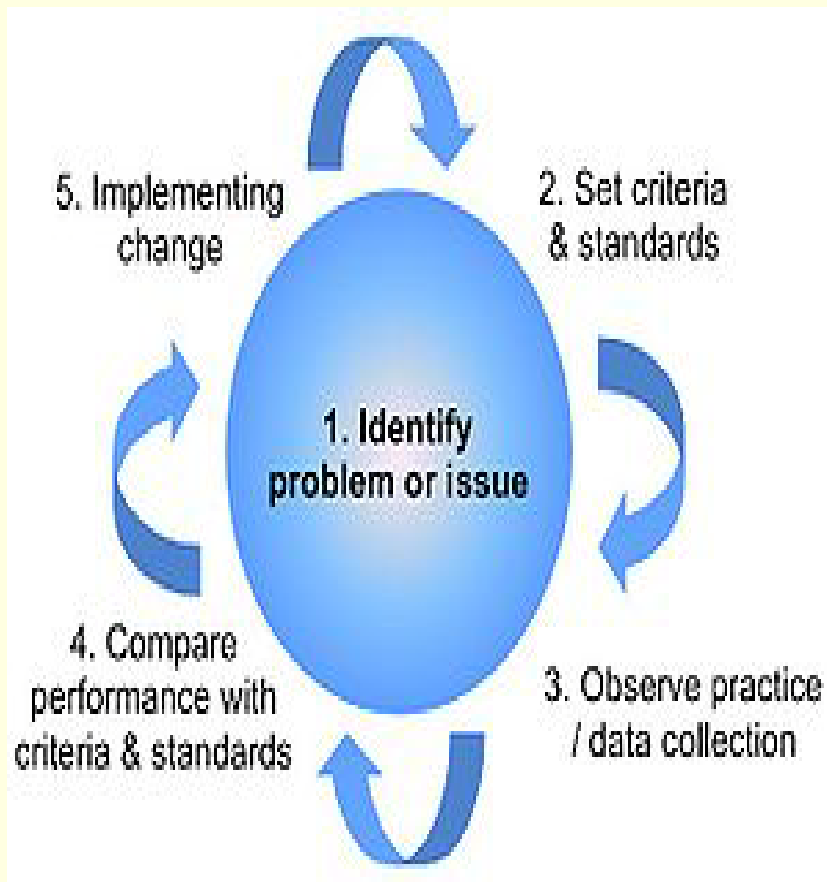 1. Identify
problem or issue
2. Set criteria
& standards
3. Observe practice
/ data collection
4. Compare
performance with
criteria & standards
5. Implementing
change